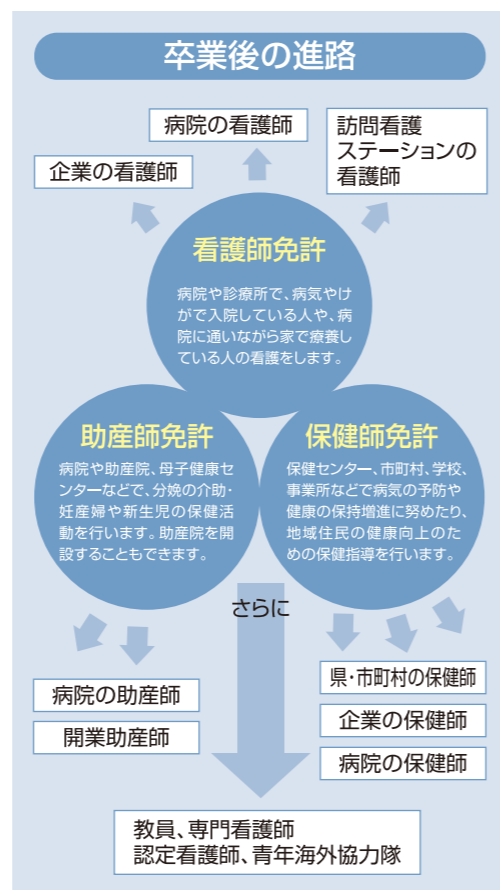 卒業後の進路
病院の看護師
訪問看護
ステーションの
看護師
企業の看護師
看護師免許
病院や診療所で、病気やけ
がで入院している人や、病
院に通いながら家で療養し
ている人の看護をします。
助産師免許
病院や助産院、母子健康セ
ンターなどで、分娩の介助・
妊産婦や新生児の保健活
動を行います。助産院を開
設することもできます。
保健師免許
保健センター、市町村、学校、
事業所などで病気の予防や
健康の保持増進に努めたり、
地域住民の健康向上のた
めの保健指導を行います。
さらに
病院の助産師
開業助産師
県・市町村の保健師
企業の保健師
病院の保健師
教員、専門看護師
認定看護師、青年海外協力隊